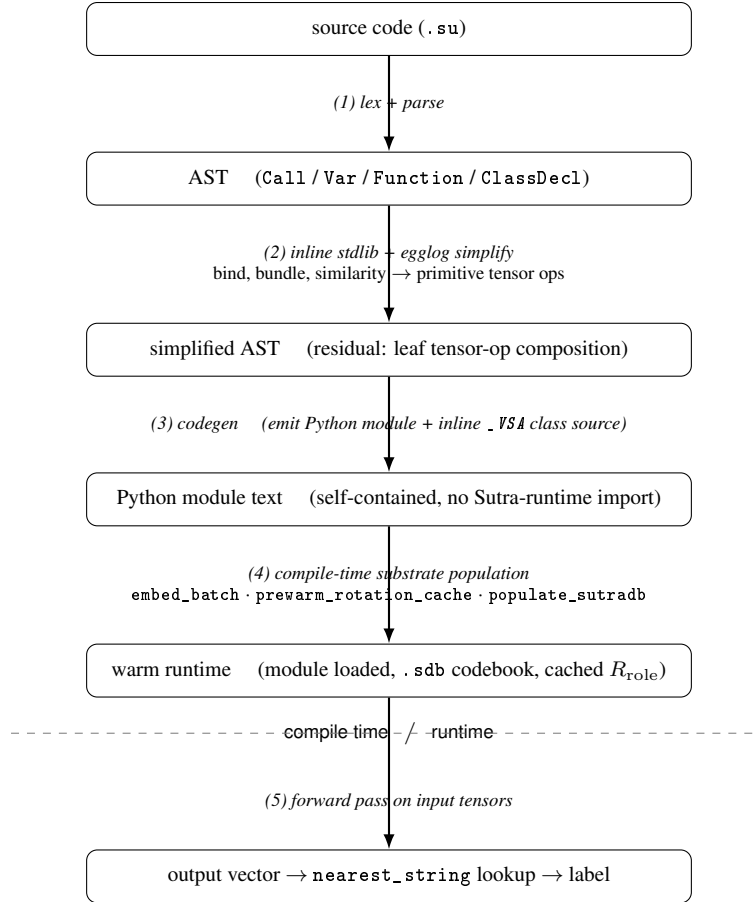 source code (.su)
(1) lex + parse
AST (Call / Var / Function / ClassDecl)
(2) inline stdlib + egglog simplify
bind, bundle, similarity → primitive tensor ops
simplified AST (residual: leaf tensor-op composition)
(3) codegen (emit Python module + inline _VSA class source)
Python module text (self-contained, no Sutra-runtime import)
(4) compile-time substrate population
embed_batch · prewarm_rotation_cache · populate_sutradb
warm runtime (module loaded, .sdb codebook, cached R_role)
compile time / runtime
(5) forward pass on input tensors
output vector → nearest_string lookup → label